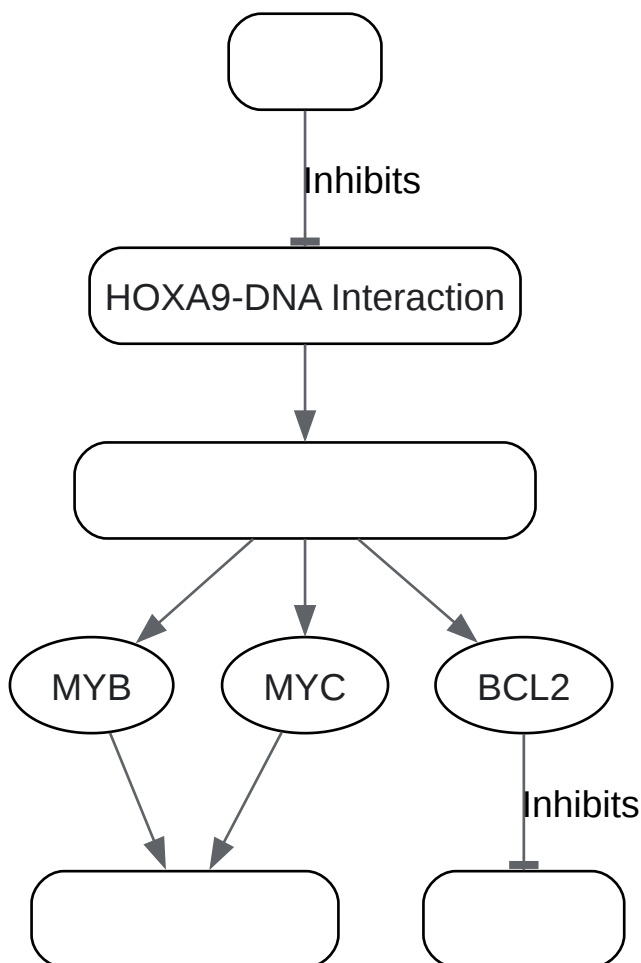 Inhibits
HOXA9-DNA Interaction
MYB
MYC
BCL2
Inhibits